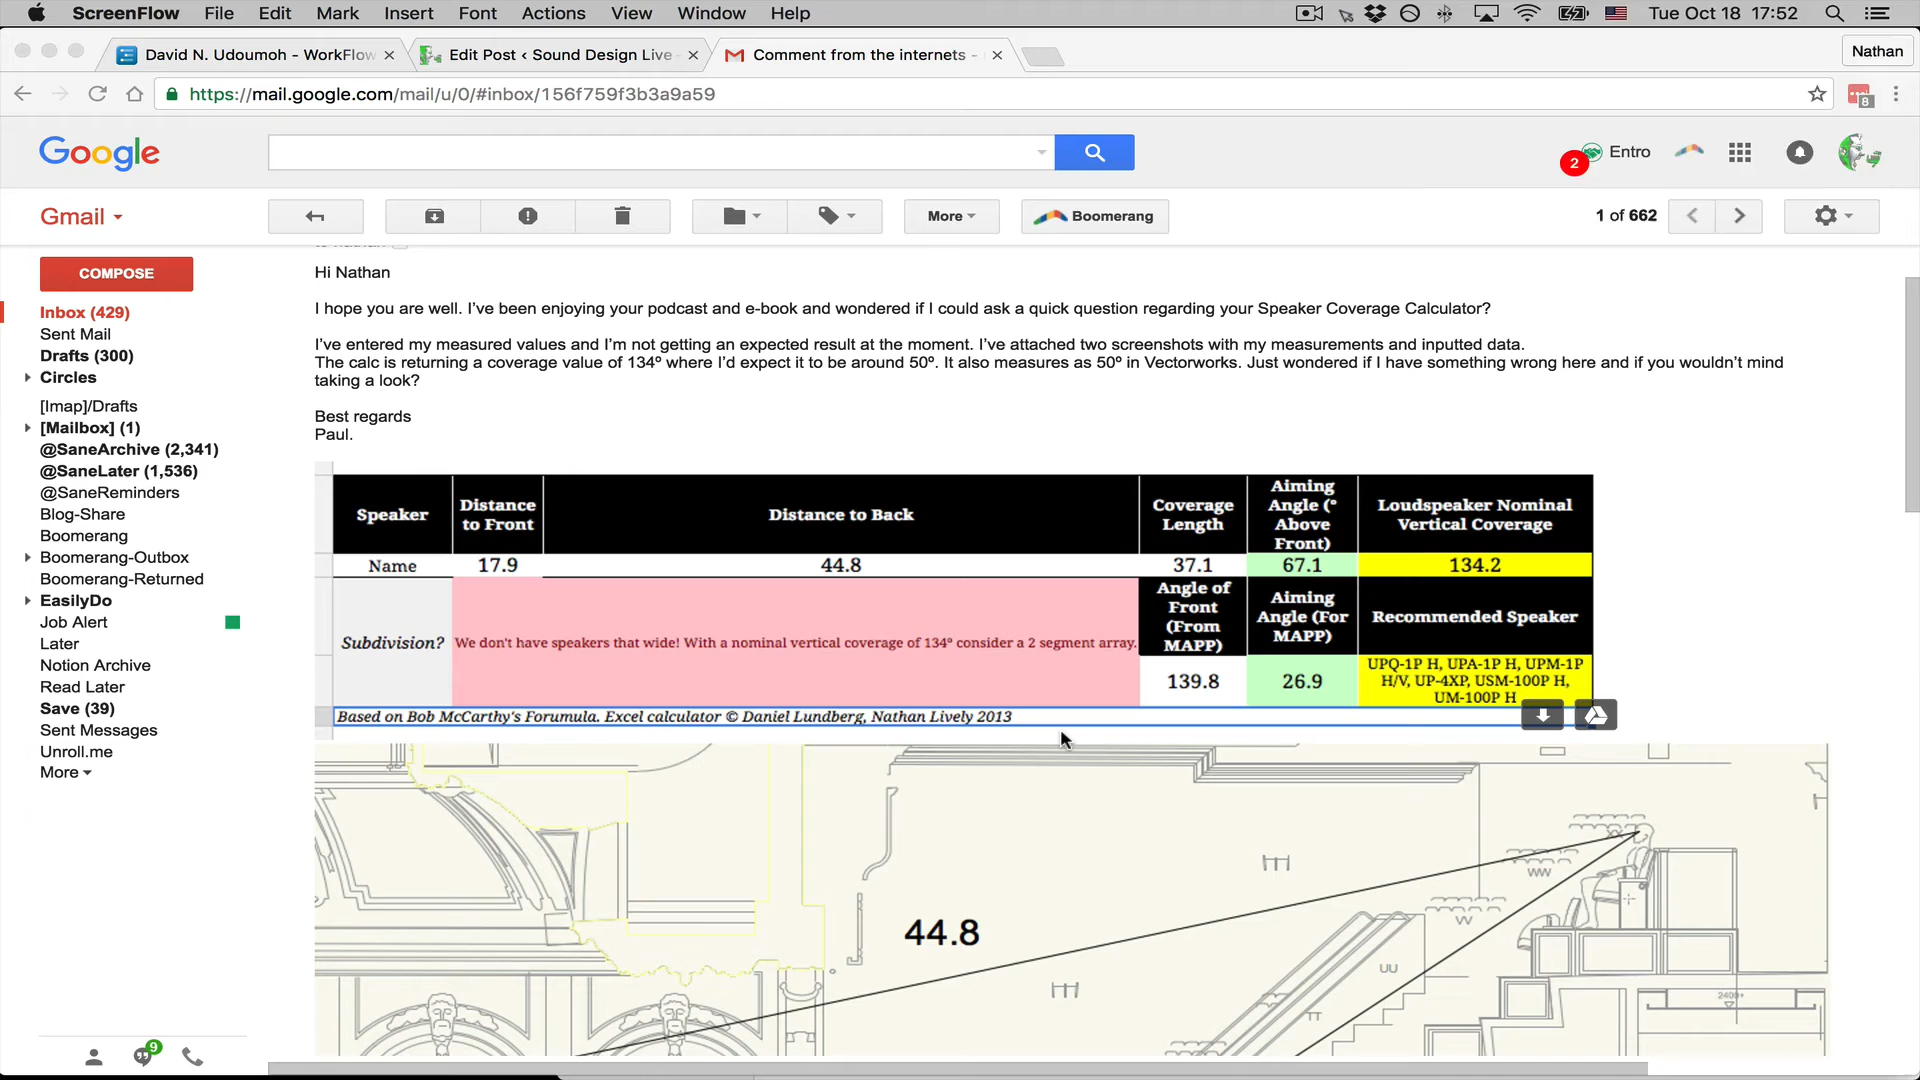 ScreenFlow File Edit Mark Insert Font Actions View Window Help Tue Oct 18 17:52
David N. Udoumoh - WorkFlow
Edit Post ‹ Sound Design Live
Comment from the internets -
Nathan
https://mail.google.com/mail/u/0/#inbox/156f759f3b3a9a59
8
Google
2
Entro
Gmail
More
Boomerang
1 of 662
COMPOSE
Inbox (429)
Sent Mail
Drafts (300)
Circles
[Imap]/Drafts
[Mailbox] (1)
@SaneArchive (2,341)
@SaneLater (1,536)
@SaneReminders
Blog-Share
Boomerang
Boomerang-Outbox
Boomerang-Returned
EasilyDo
Job Alert
Later
Notion Archive
Read Later
Save (39)
Sent Messages
Unroll.me
More
9
Hi Nathan
I hope you are well. I've been enjoying your podcast and e-book and wondered if I could ask a quick question regarding your Speaker Coverage Calculator?
I've entered my measured values and I'm not getting an expected result at the moment. I've attached two screenshots with my measurements and inputted data.
The calc is returning a coverage value of 134º where I'd expect it to be around 50º. It also measures as 50º in Vectorworks. Just wondered if I have something wrong here and if you wouldn't mind
taking a look?
Best regards
Paul.
Speaker
Distance to Front
Distance to Back
Coverage Length
Aiming Angle (° Above Front)
Loudspeaker Nominal Vertical Coverage
Name 17.9 44.8 37.1 67.1 134.2
Subdivision?
We don't have speakers that wide! With a nominal vertical coverage of 134º consider a 2 segment array.
Angle of Front (From MAPP)
Aiming Angle (For MAPP)
Recommended Speaker
139.8
26.9
UPQ-1P H, UPA-1P H, UPM-1P
H/V, UP-4XP, USM-100P H,
UM-100P H
Based on Bob McCarthy's Forumula. Excel calculator © Daniel Lundberg, Nathan Lively 2013
44.8
WW
VV
UU
TT